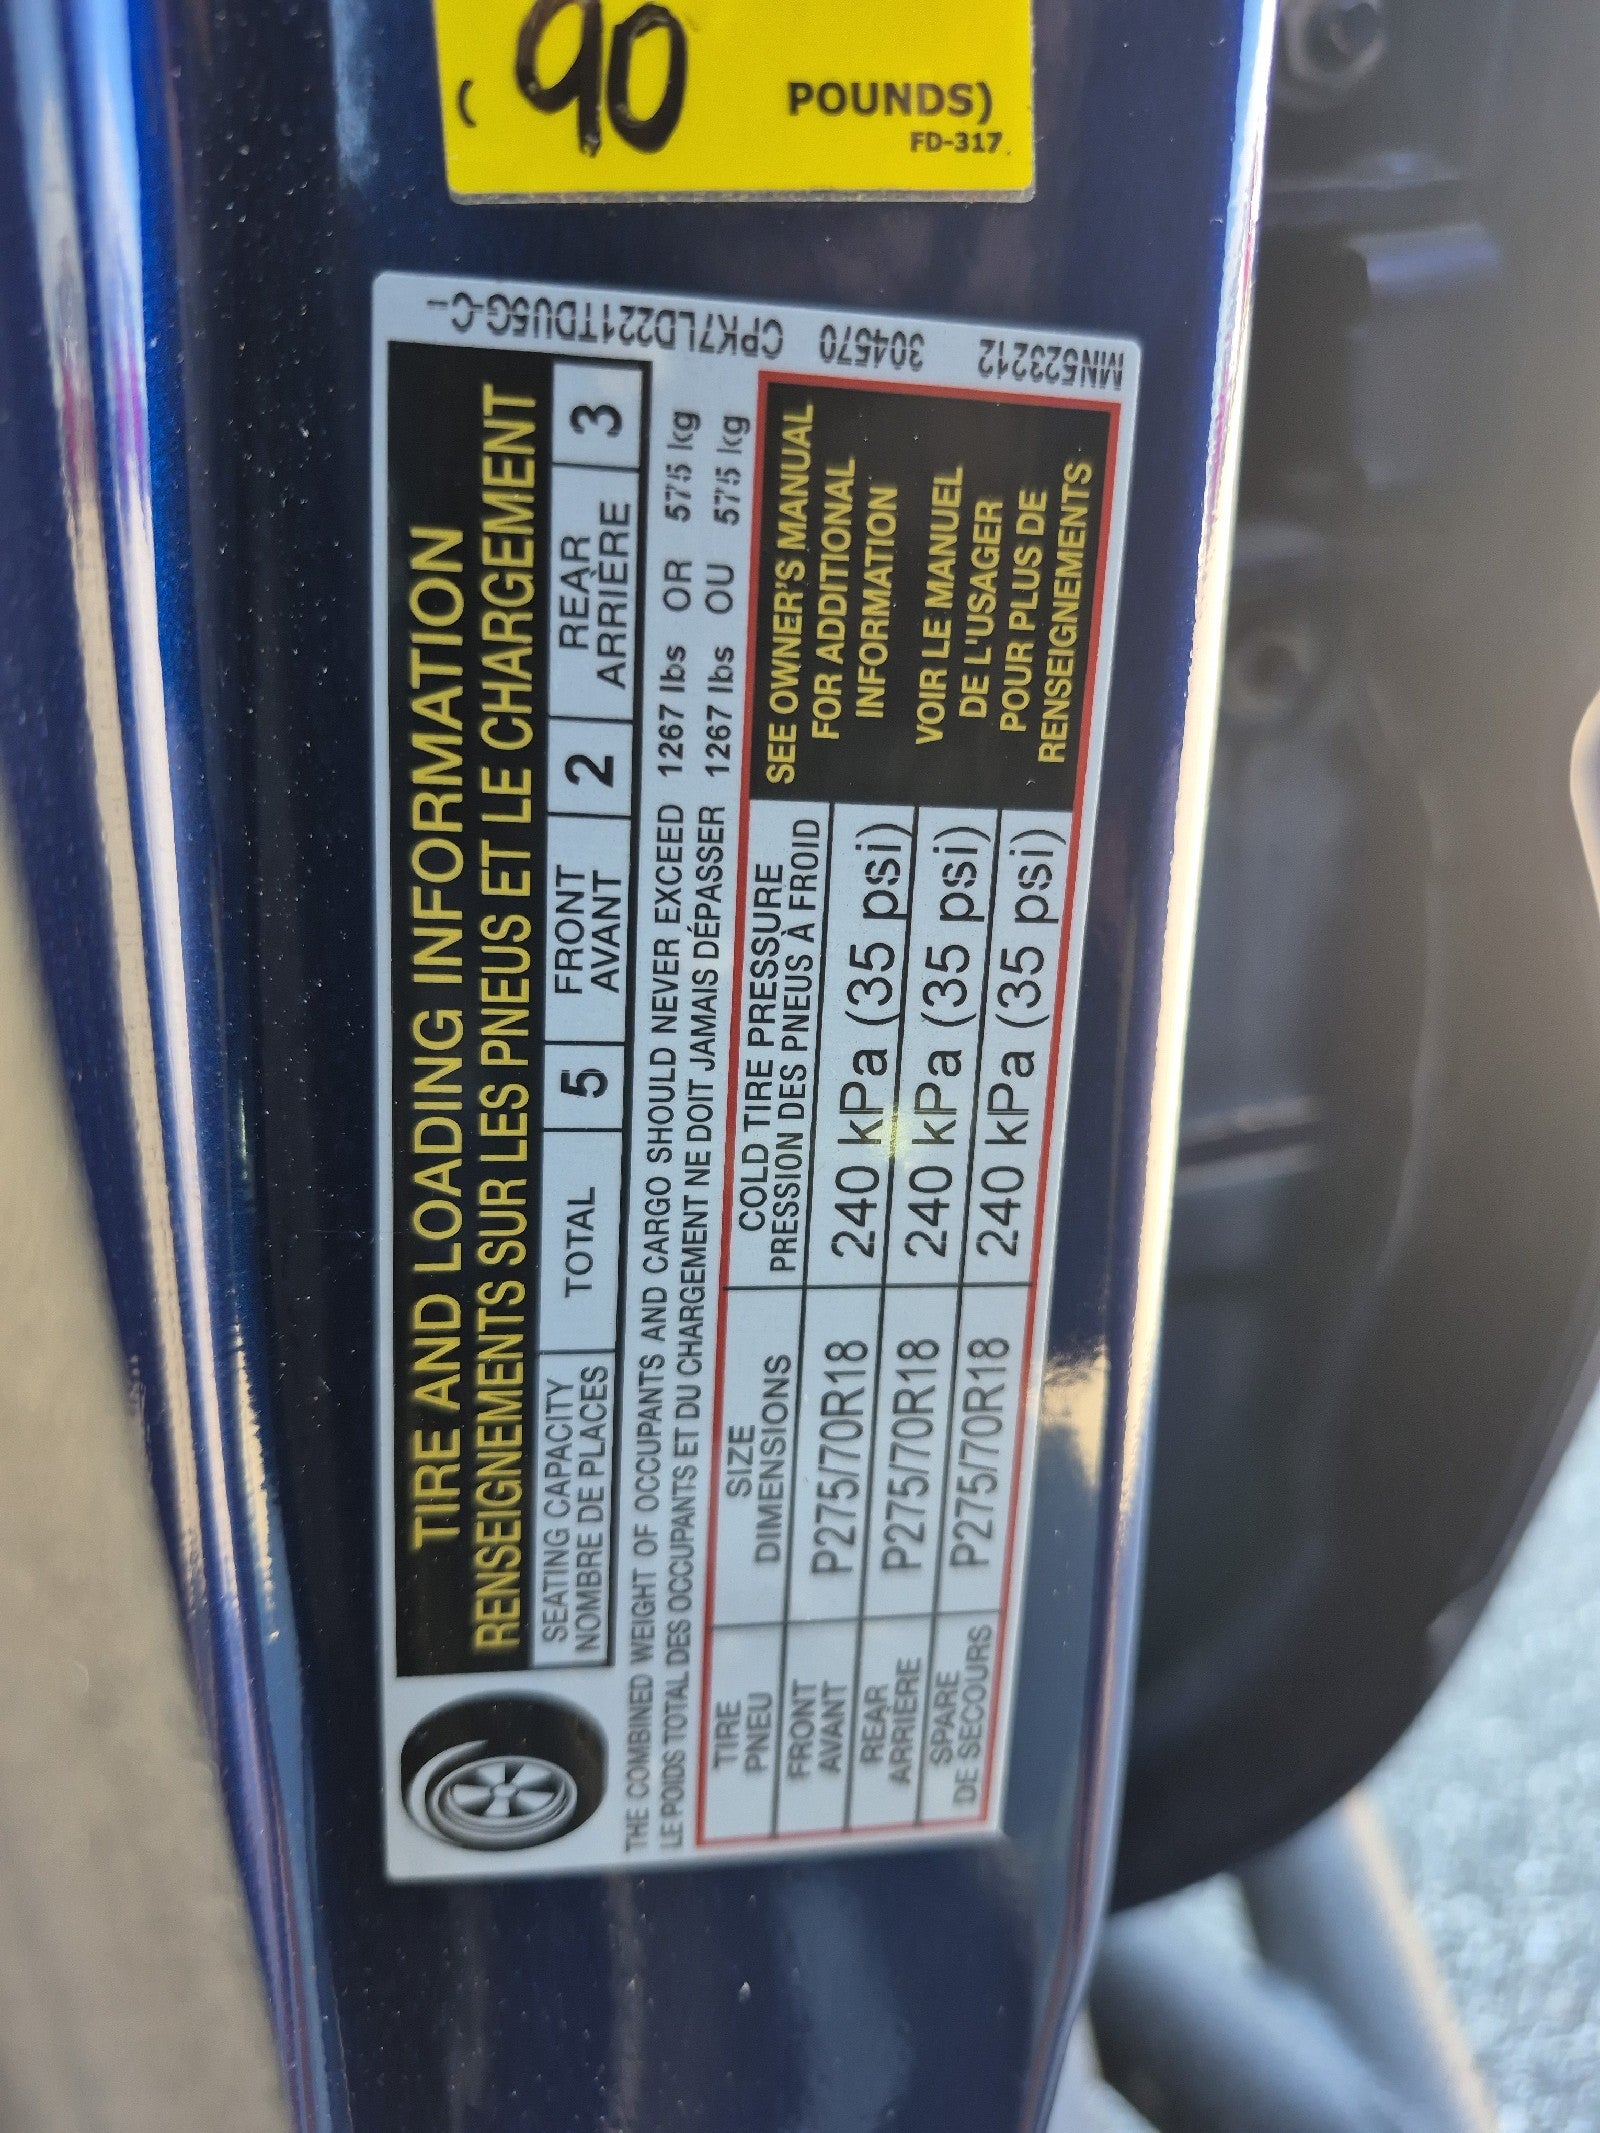 ( 90 POUNDS)
FD-317
TIRE AND LOADING INFORMATION
RENSEIGNEMENTS SUR LES PNEUS ET LE CHARGEMENT
SEATING CAPACITY
NOMBRE DE PLACES
TOTAL 5
FRONT
AVANT
2
REAR
ARRIÈRE
3
THE COMBINED WEIGHT OF OCCUPANTS AND CARGO SHOULD NEVER EXCEED 1267 lbs OR 575 kg
LE POIDS TOTAL DES OCCUPANTS ET DU CHARGEMENT NE DOIT JAMAIS DÉPASSER 1267 lbs OU 575 kg
TIRE
PNEU
SIZE
DIMENSIONS
COLD TIRE PRESSURE
PRESSION DES PNEUS À FROID
FRONT
AVANT
P275/70R18 240 kPa (35 psi)
REAR
ARRIÈRE
P275/70R18 240 kPa (35 psi)
SPARE
DE SECOURS
P275/70R18 240 kPa (35 psi)
SEE OWNER'S MANUAL
FOR ADDITIONAL
INFORMATION
VOIR LE MANUEL
DE L'USAGER
POUR PLUS DE
RENSEIGNEMENTS
MN523212 304570 CPK7LD221TDU5G-C--